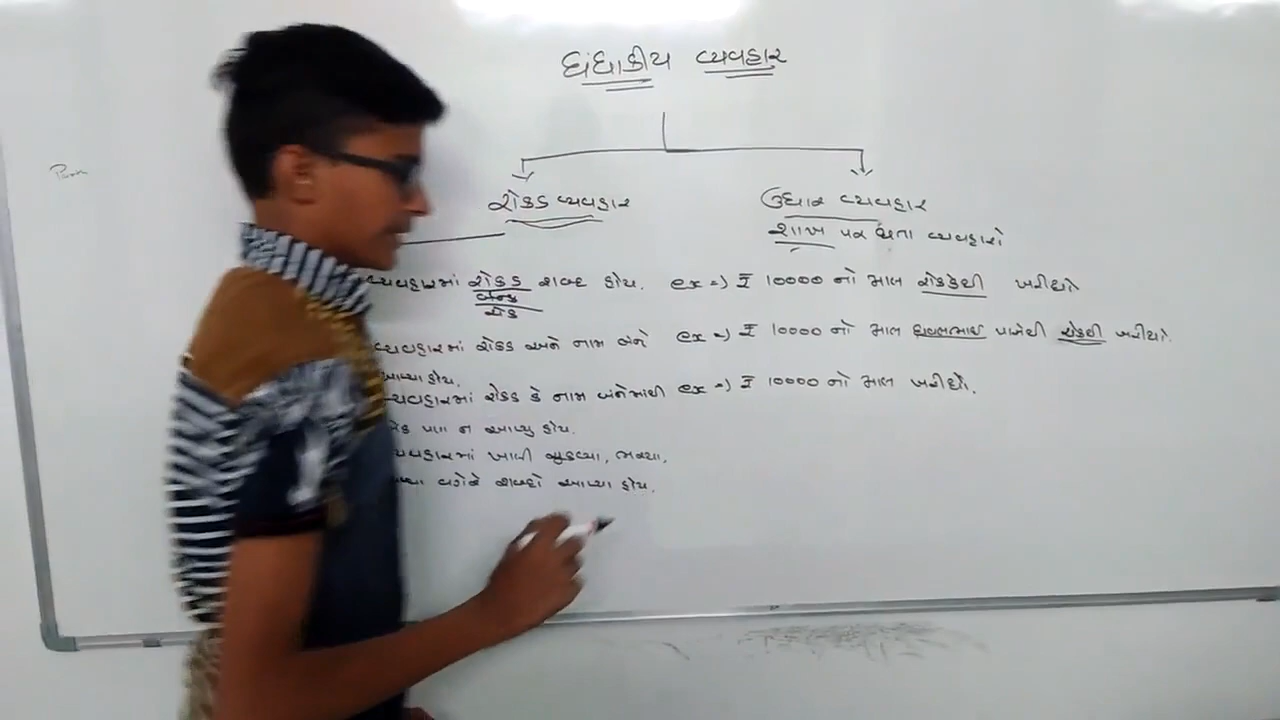 ધંધાકીય વ્યવહાર
રોકડ વ્યવહાર
ઉધાર વ્યવહાર
શાખ પર થતા વ્યવહારો
વ્યવહારમાં રોકડ શબ્દ હોય. ex =) ₹ 10000 નો માલ રોકડેથી ખરીદ્યો
બેન્ક
ચેક
વ્યવહારમાં રોકડ અને નામ બંને ex =) ₹ 10000 નો માલ ધવલભાઈ પાસેથી રોકડેથી ખરીદ્યો.
આપ્યા હોય.
વ્યવહારમાં રોકડ કે નામ બંનેમાંથી ex =) ₹ 10000 નો માલ ખરીદ્યો.
પણ ન આપ્યુ હોય.
વ્યવહારમાં ચુકવ્યા, ભર્યા,
વગેરે શબ્દો આપ્યા હોય.